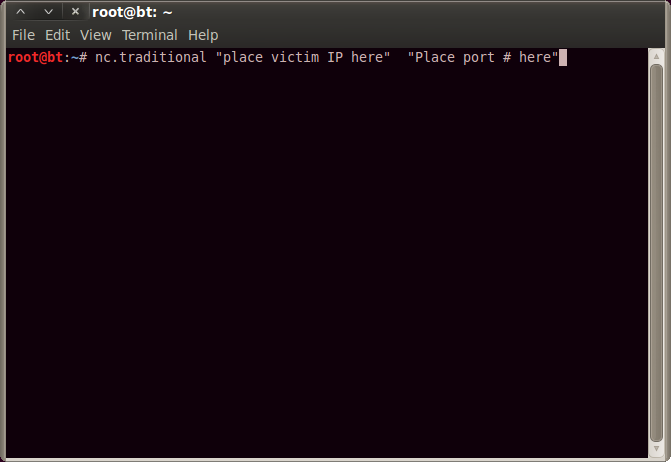 root@bt: ~
File Edit View Terminal Help
root@bt:~# nc.traditional "place victim IP here"  "Place port # here"